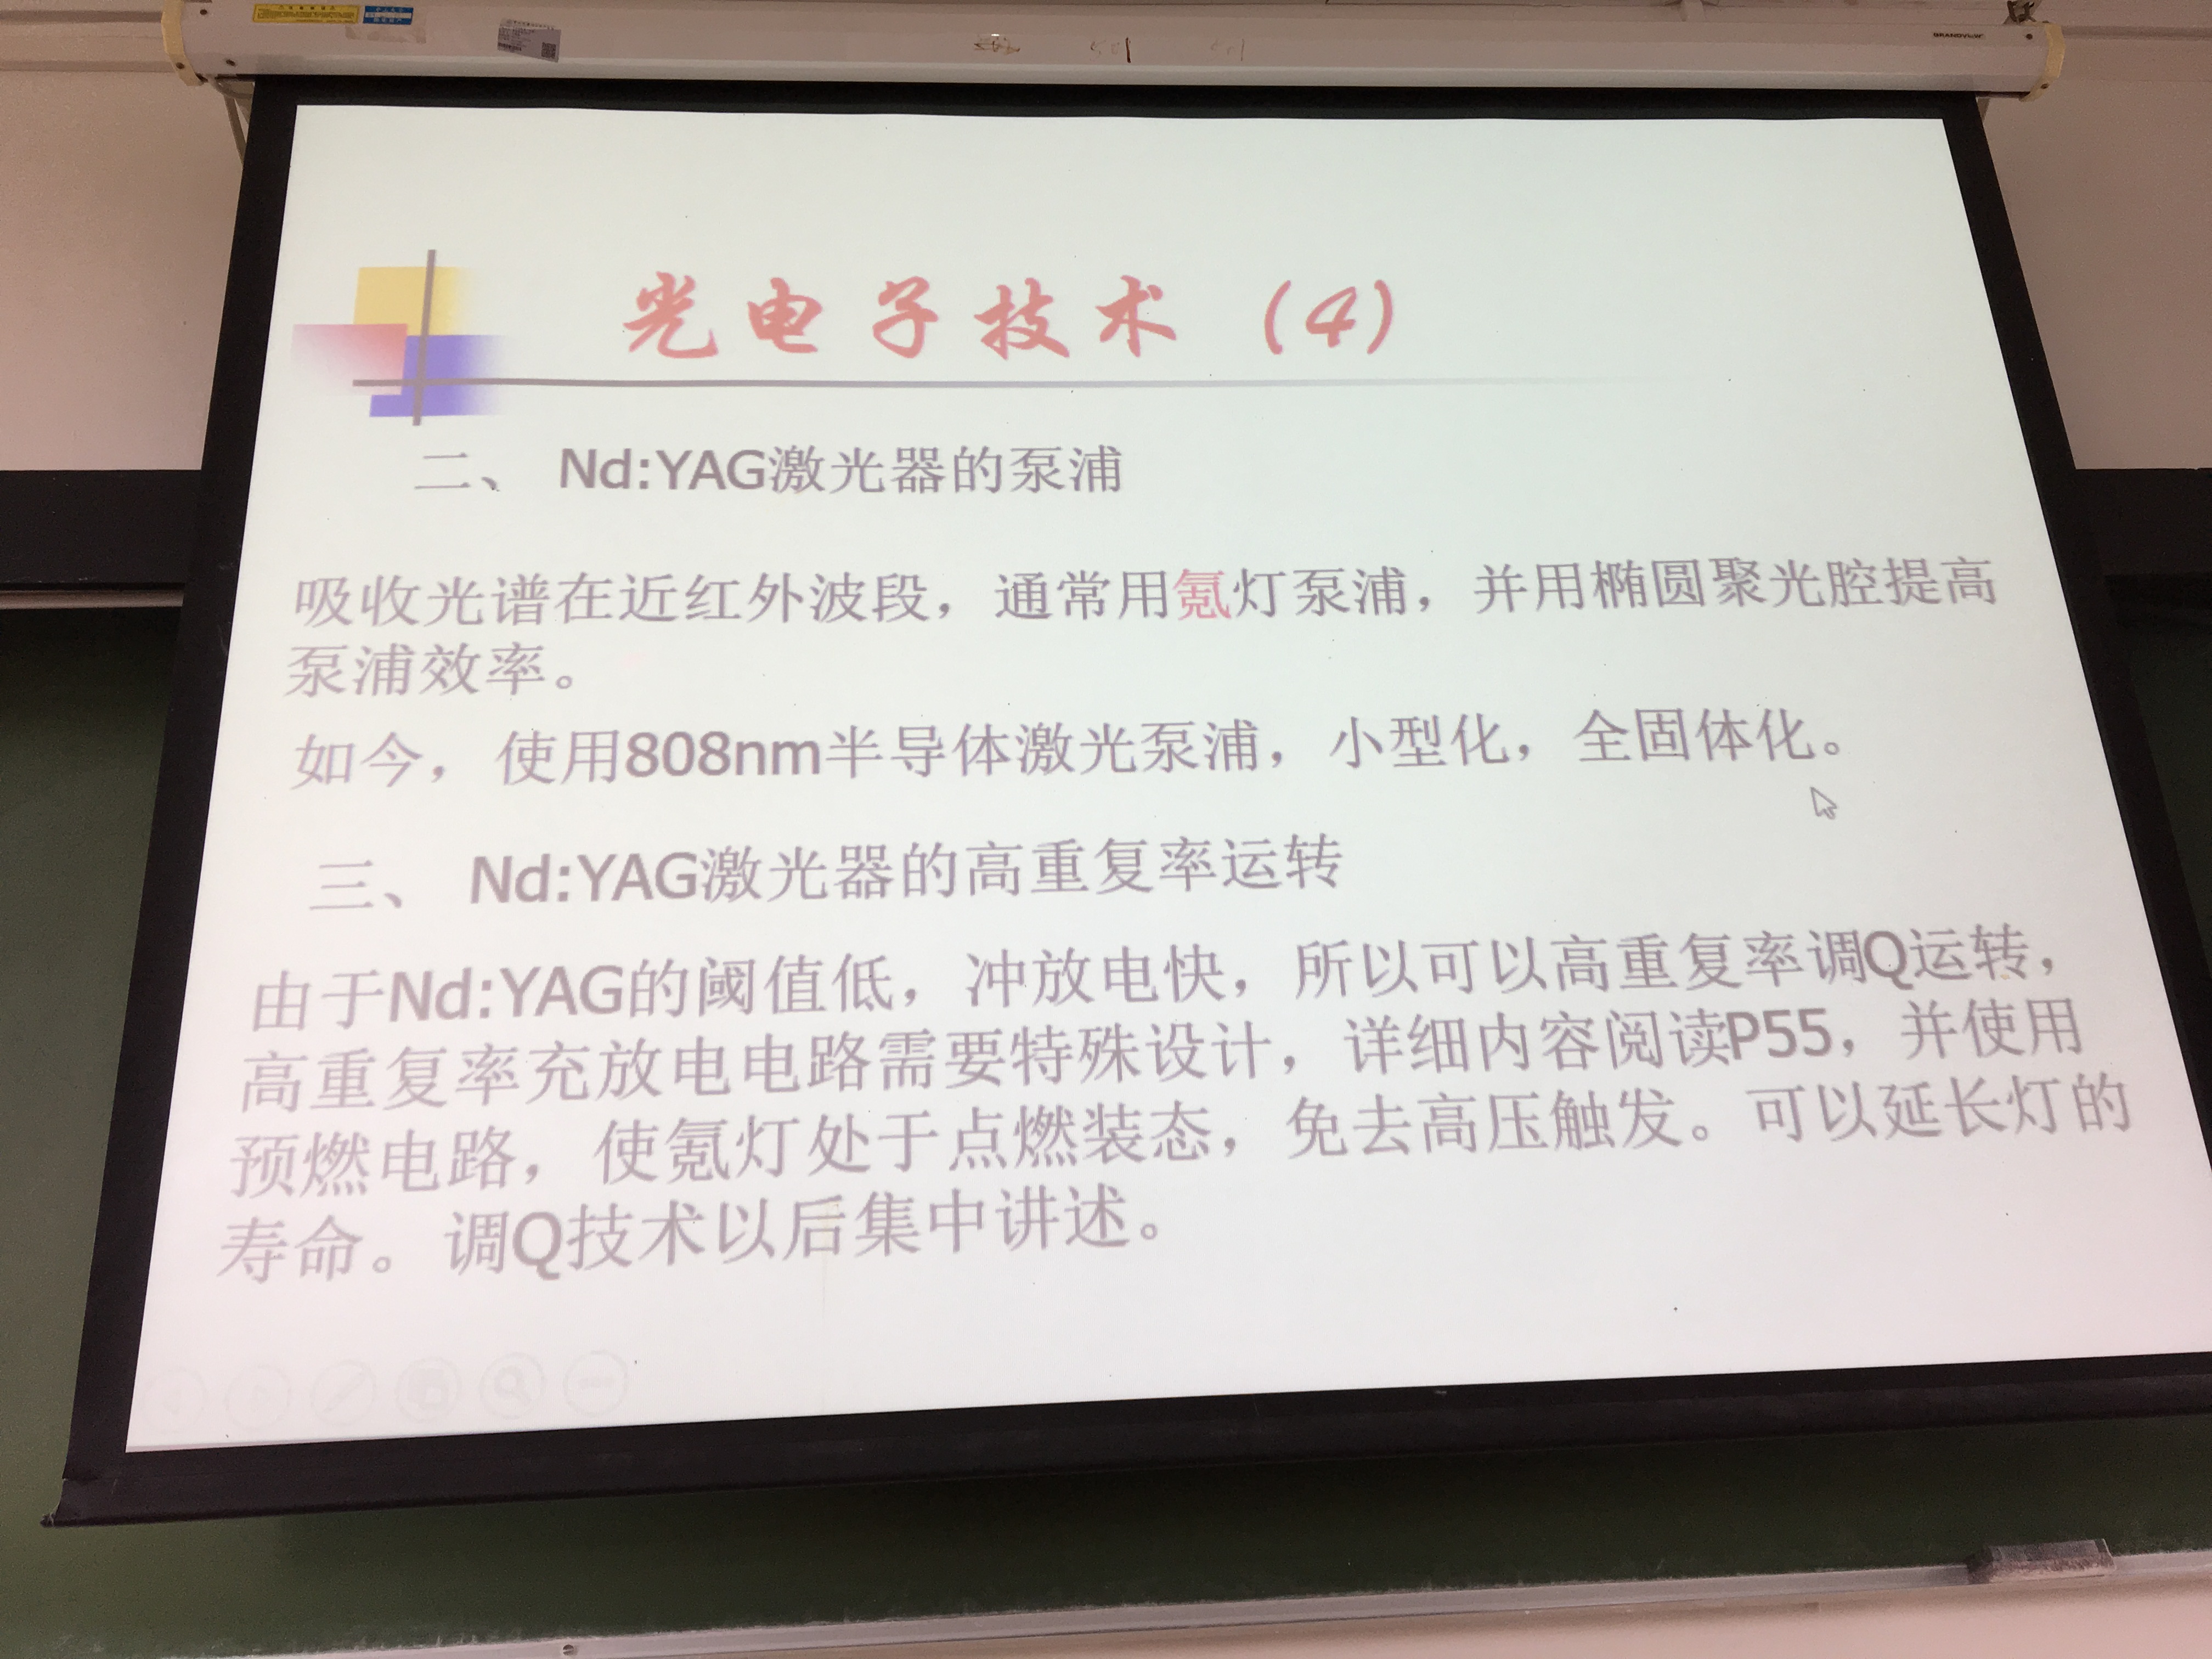 GRANDVIEW
光电子技术（4）
二、 Nd:YAG激光器的泵浦
吸收光谱在近红外波段，通常用氪灯泵浦，并用椭圆聚光腔提高
泵浦效率。
如今，使用808nm半导体激光泵浦，小型化，全固体化。
三、 Nd:YAG激光器的高重复率运转
由于Nd:YAG的阈值低，冲放电快，所以可以高重复率调Q运转，
高重复率充放电电路需要特殊设计，详细内容阅读P55，并使用
预燃电路，使氪灯处于点燃装态，免去高压触发。可以延长灯的
寿命。调Q技术以后集中讲述。